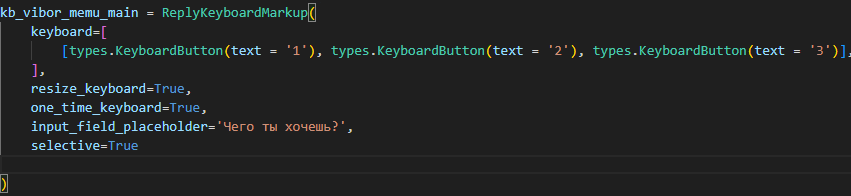 kb_vibor_memu_main = ReplyKeyboardMarkup(
    keyboard=[
        [types.KeyboardButton(text = '1'), types.KeyboardButton(text = '2'), types.KeyboardButton(text = '3')],
    ],
    resize_keyboard=True,
    one_time_keyboard=True,
    input_field_placeholder='Чего ты хочешь?',
    selective=True
)